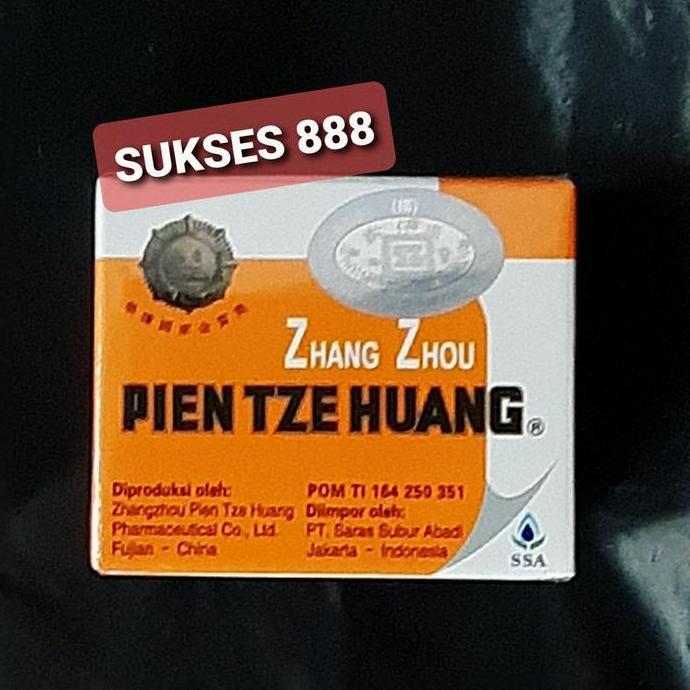 SUKSES 888
ZHANG ZHOU
PIEN TZE HUANG®
Diproduksi oleh:
Zhangzhou Pien Tze Huang
Pharmaceutical Co., Ltd.
Fujian - China
POM TI 164 250 351
Diimpor oleh:
PT. Saras Subur Abadi
Jakarta - Indonesia
SSA